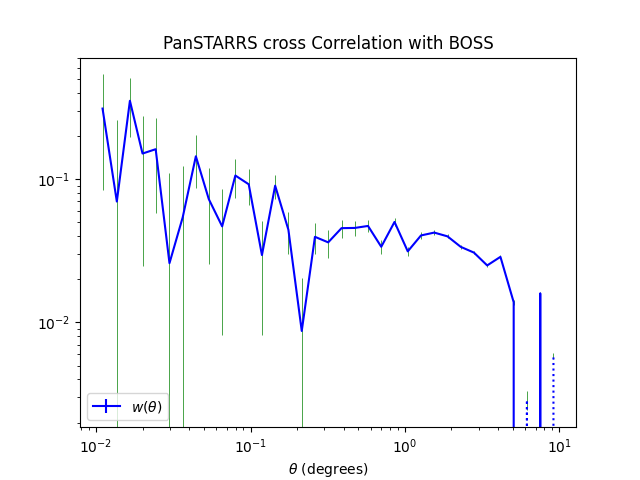 PanSTARRS cross Correlation with BOSS
10⁻¹
10⁻²
w(θ)
10⁻² 10⁻¹ 10⁰ 10¹
θ (degrees)